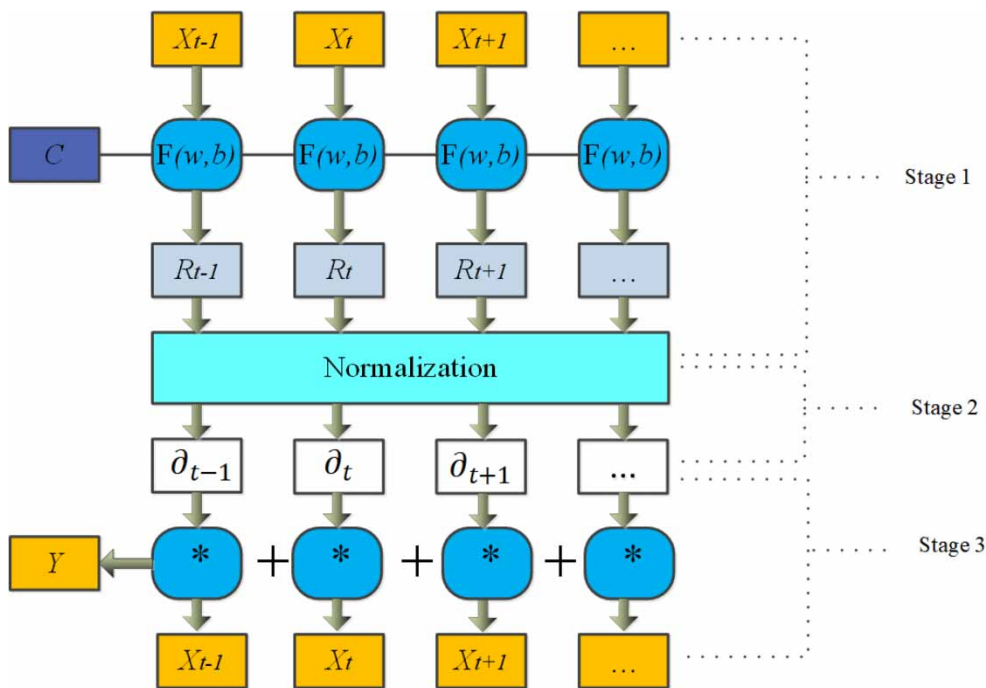 Xt-1 Xt Xt+1 ...
C F(w,b) F(w,b) F(w,b) F(w,b)
Stage 1
Rt-1 Rt Rt+1 ...
Normalization
Stage 2
∂t−1 ∂t ∂t+1 ...
Stage 3
Y * + * + * + *
Xt-1 Xt Xt+1 ...